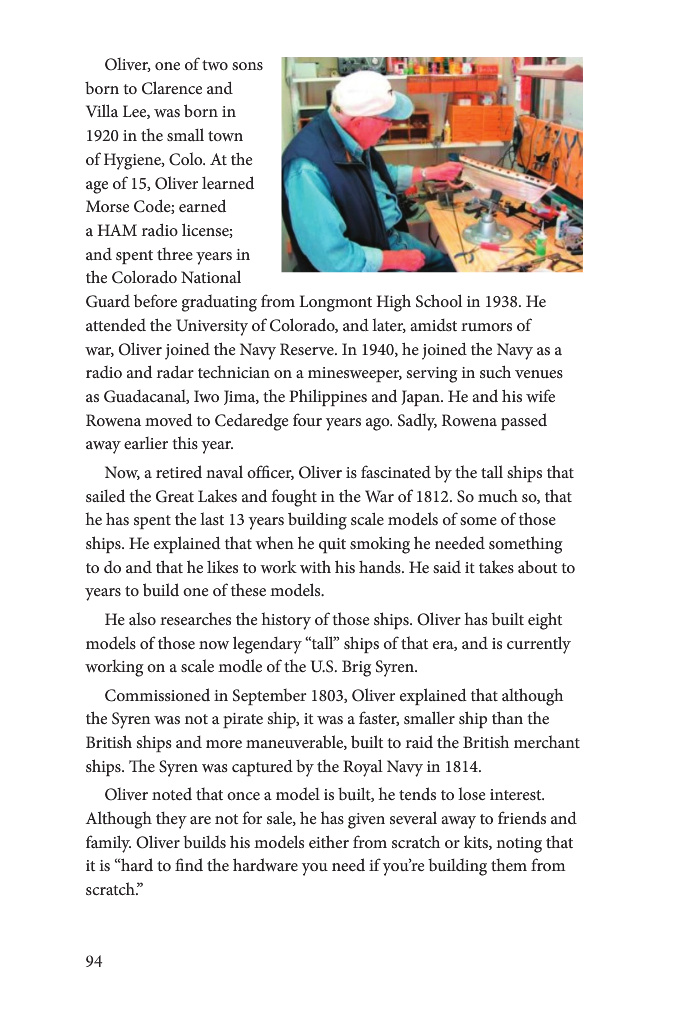 Oliver, one of two sons
born to Clarence and
Villa Lee, was born in
1920 in the small town
of Hygiene, Colo. At the
age of 15, Oliver learned
Morse Code; earned
a HAM radio license;
and spent three years in
the Colorado National
Guard before graduating from Longmont High School in 1938. He
attended the University of Colorado, and later, amidst rumors of
war, Oliver joined the Navy Reserve. In 1940, he joined the Navy as a
radio and radar technician on a minesweeper, serving in such venues
as Guadacanal, Iwo Jima, the Philippines and Japan. He and his wife
Rowena moved to Cedaredge four years ago. Sadly, Rowena passed
away earlier this year.
Now, a retired naval officer, Oliver is fascinated by the tall ships that
sailed the Great Lakes and fought in the War of 1812. So much so, that
he has spent the last 13 years building scale models of some of those
ships. He explained that when he quit smoking he needed something
to do and that he likes to work with his hands. He said it takes about to
years to build one of these models.
He also researches the history of those ships. Oliver has built eight
models of those now legendary “tall” ships of that era, and is currently
working on a scale modle of the U.S. Brig Syren.
Commissioned in September 1803, Oliver explained that although
the Syren was not a pirate ship, it was a faster, smaller ship than the
British ships and more maneuverable, built to raid the British merchant
ships. The Syren was captured by the Royal Navy in 1814.
Oliver noted that once a model is built, he tends to lose interest.
Although they are not for sale, he has given several away to friends and
family. Oliver builds his models either from scratch or kits, noting that
it is “hard to find the hardware you need if you’re building them from
scratch.”
94